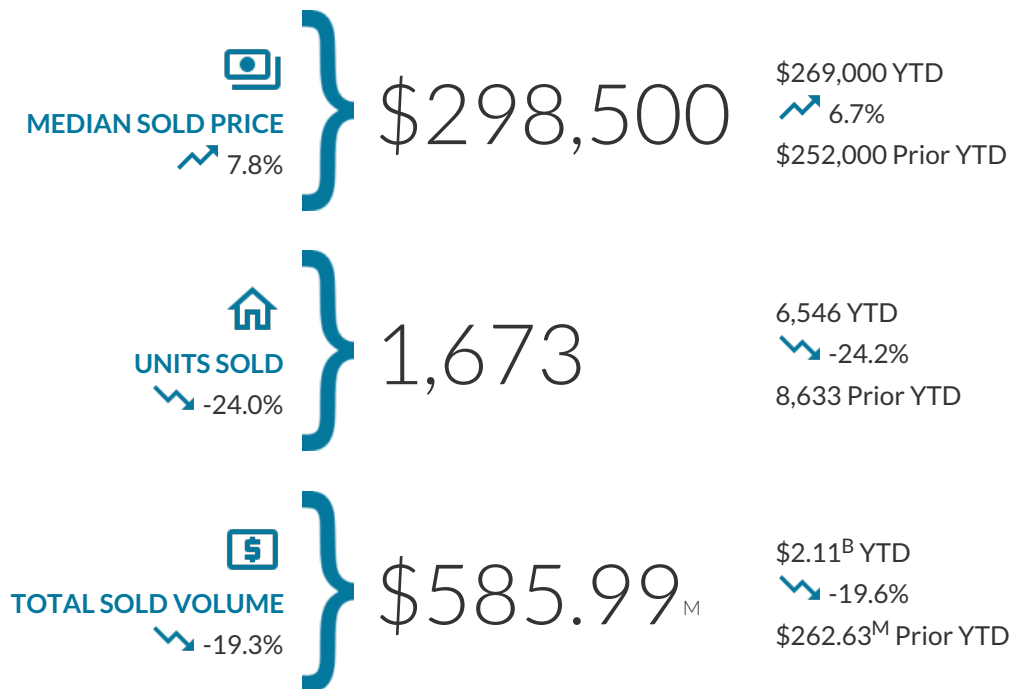 MEDIAN SOLD PRICE
7.8%
$298,500
$269,000 YTD
6.7%
$252,000 Prior YTD
UNITS SOLD
-24.0%
1,673
6,546 YTD
-24.2%
8,633 Prior YTD
$
TOTAL SOLD VOLUME
-19.3%
$585.99M
$2.11B YTD
-19.6%
$262.63M Prior YTD